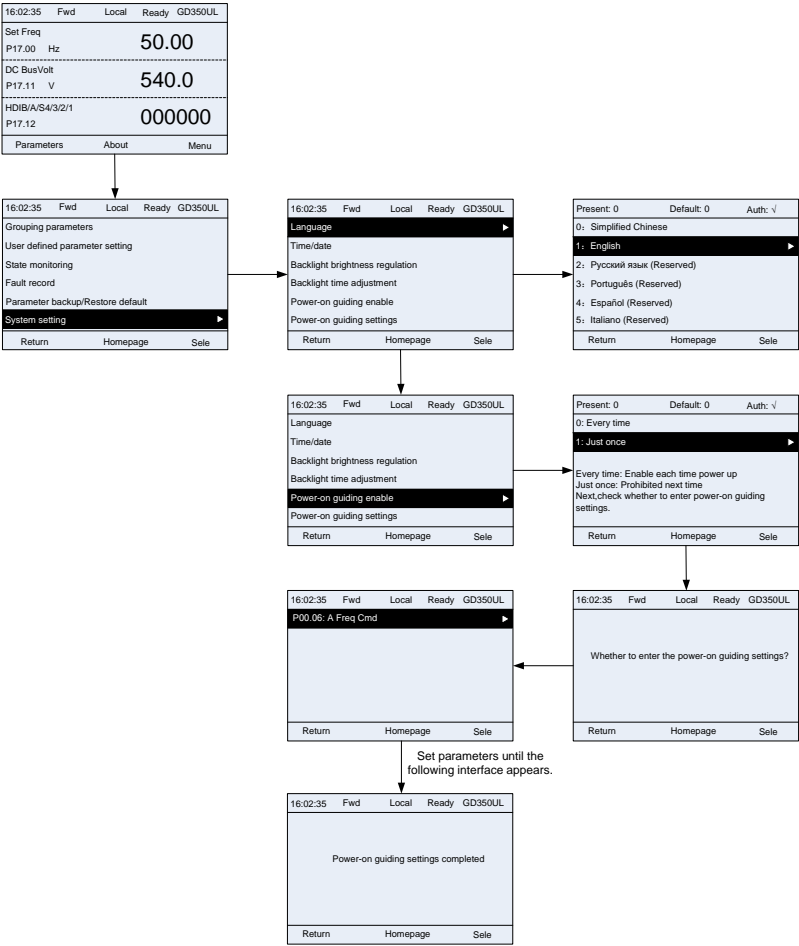 16:02:35 Fwd Local Ready GD350UL
Set Freq
P17.00 Hz 50.00
DC BusVolt
P17.11 V 540.0
HDIB/A/S4/3/2/1
P17.12 000000
Parameters About Menu
16:02:35 Fwd Local Ready GD350UL
Grouping parameters
User defined parameter setting
State monitoring
Fault record
Parameter backup/Restore default
System setting
Return Homepage Sele
16:02:35 Fwd Local Ready GD350UL
Language
Time/date
Backlight brightness regulation
Backlight time adjustment
Power-on guiding enable
Power-on guiding settings
Return Homepage Sele
Present: 0 Default: 0 Auth: √
0：Simplified Chinese
1：English
2：Русский язык (Reserved)
3：Português (Reserved)
4：Español (Reserved)
5：Italiano (Reserved)
Return Homepage Sele
16:02:35 Fwd Local Ready GD350UL
Language
Time/date
Backlight brightness regulation
Backlight time adjustment
Power-on guiding enable
Power-on guiding settings
Return Homepage Sele
Present: 0 Default: 0 Auth: √
0: Every time
1: Just once
Every time: Enable each time power up
Just once: Prohibited next time
Next,check whether to enter power-on guiding
settings.
Return Homepage Sele
16:02:35 Fwd Local Ready GD350UL
Whether to enter the power-on guiding settings?
Return Homepage Sele
16:02:35 Fwd Local Ready GD350UL
P00.06: A Freq Cmd
Return Homepage Sele
Set parameters until the
following interface appears.
16:02:35 Fwd Local Ready GD350UL
Power-on guiding settings completed
Return Homepage Sele